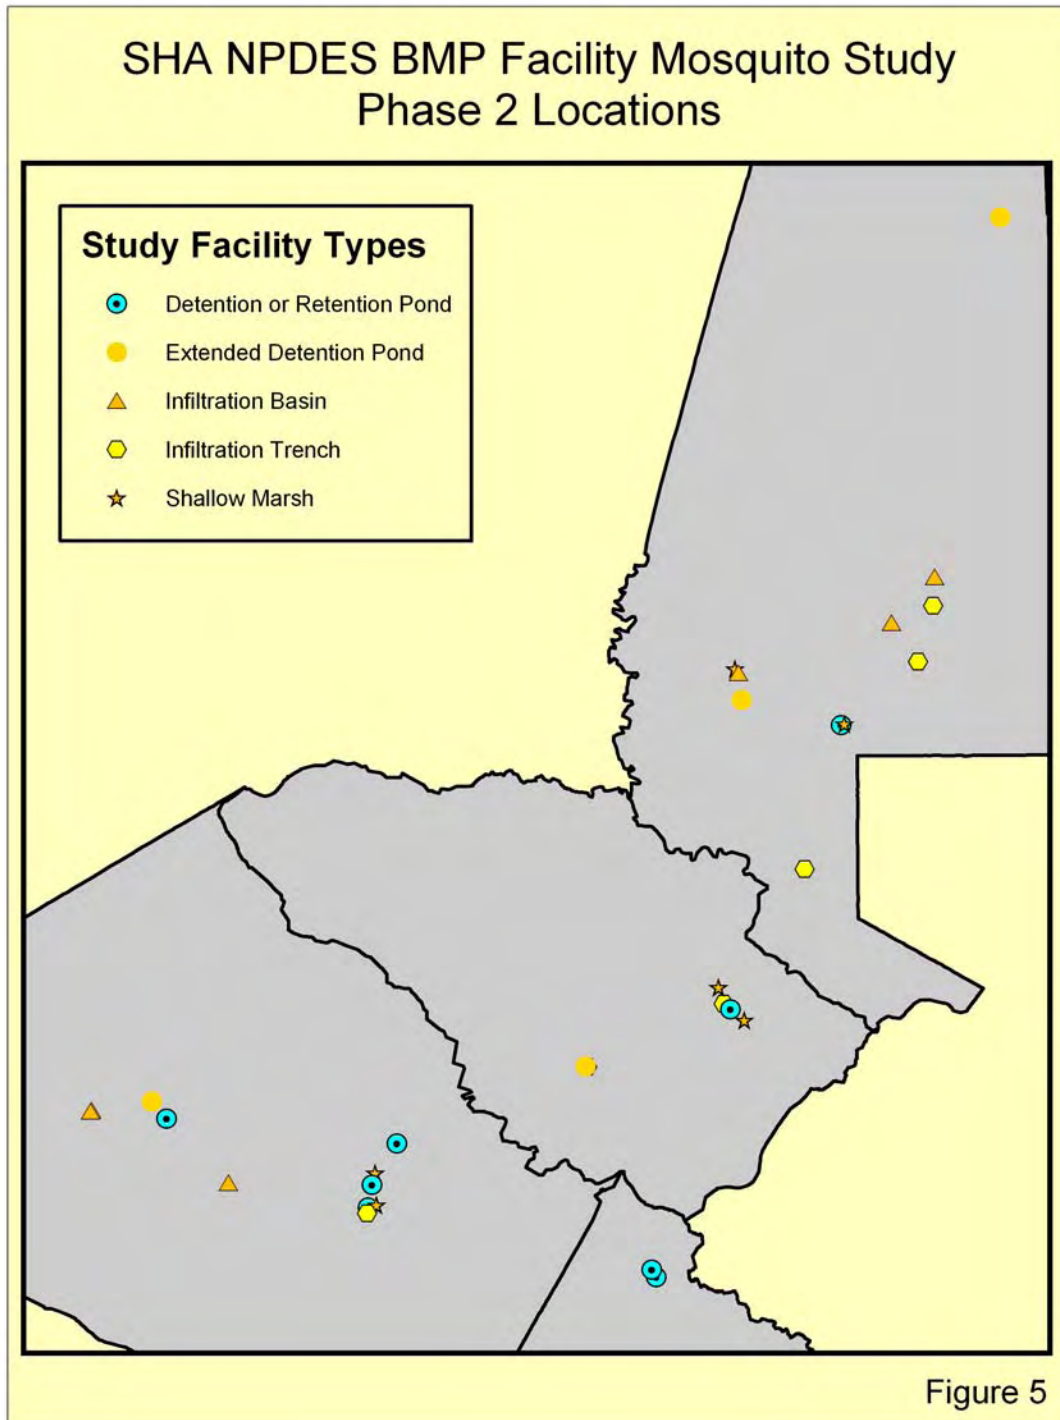 SHA NPDES BMP Facility Mosquito Study
Phase 2 Locations
Study Facility Types
Detention or Retention Pond
Extended Detention Pond
Infiltration Basin
Infiltration Trench
Shallow Marsh
Figure 5